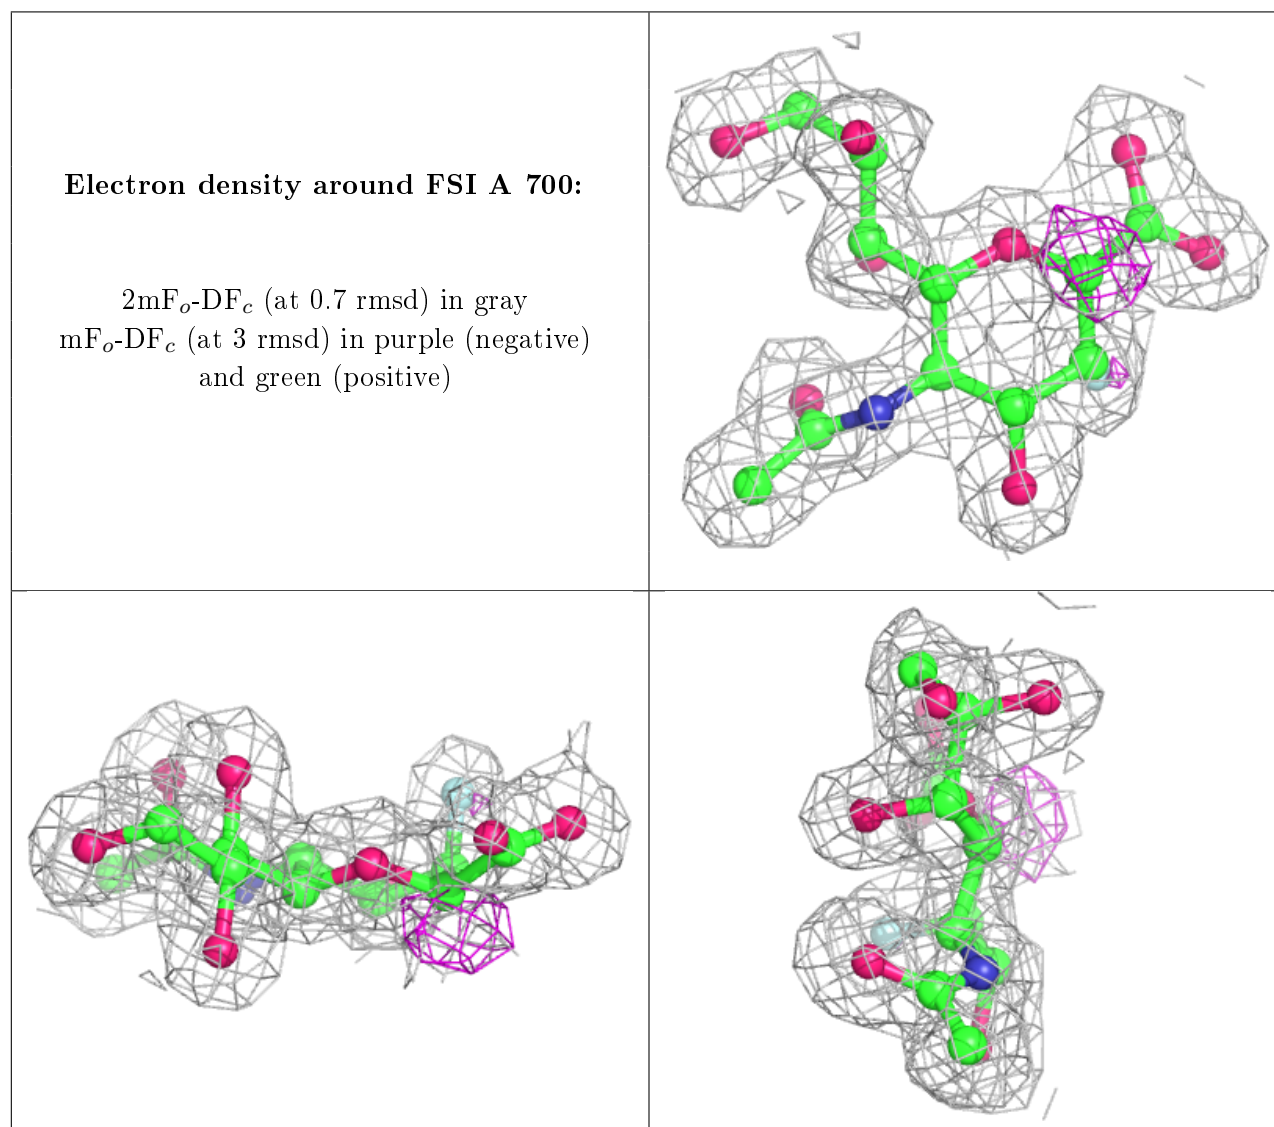 Electron density around FSI A 700:
2mFo-DFc (at 0.7 rmsd) in gray
mFo-DFc (at 3 rmsd) in purple (negative)
and green (positive)